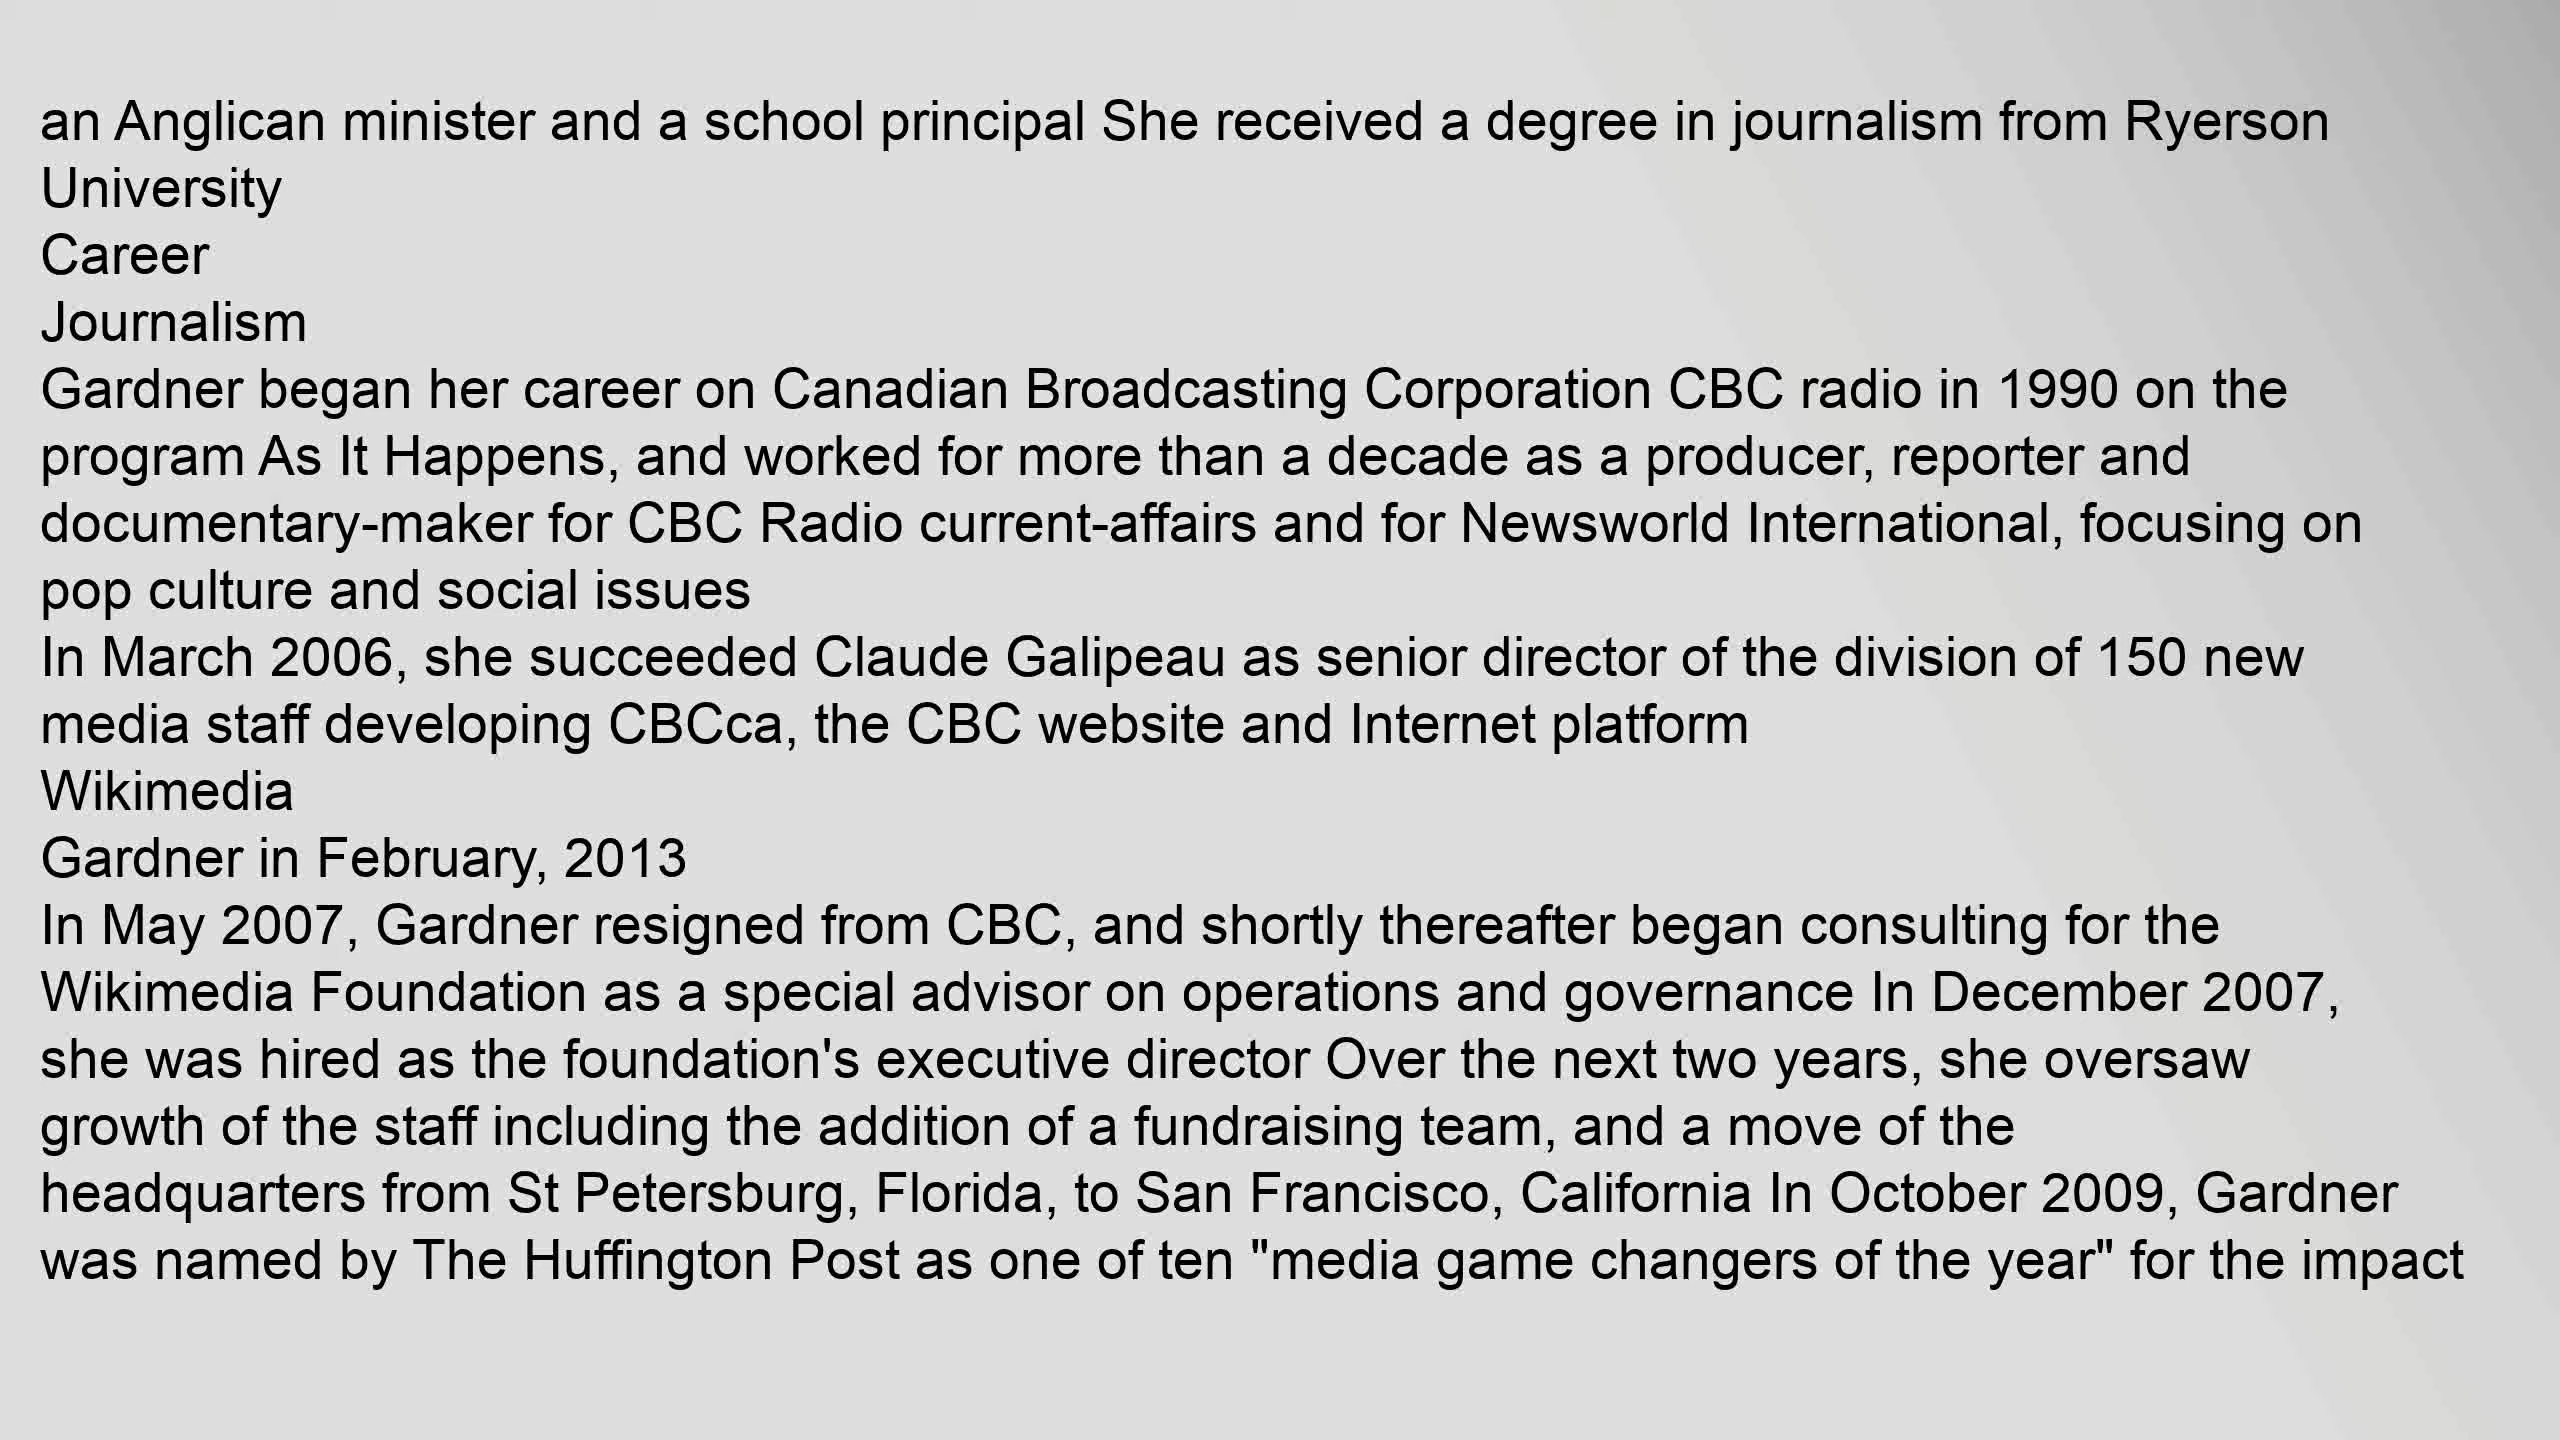 an Anglican minister and a school principal She received a degree in journalism from Ryerson
University
Career
Journalism
Gardner began her career on Canadian Broadcasting Corporation CBC radio in 1990 on the
program As It Happens, and worked for more than a decade as a producer, reporter and
documentary-maker for CBC Radio current-affairs and for Newsworld International, focusing on
pop culture and social issues
In March 2006, she succeeded Claude Galipeau as senior director of the division of 150 new
media staff developing CBCca, the CBC website and Internet platform
Wikimedia
Gardner in February, 2013
In May 2007, Gardner resigned from CBC, and shortly thereafter began consulting for the
Wikimedia Foundation as a special advisor on operations and governance In December 2007,
she was hired as the foundation's executive director Over the next two years, she oversaw
growth of the staff including the addition of a fundraising team, and a move of the
headquarters from St Petersburg, Florida, to San Francisco, California In October 2009, Gardner
was named by The Huffington Post as one of ten "media game changers of the year" for the impact